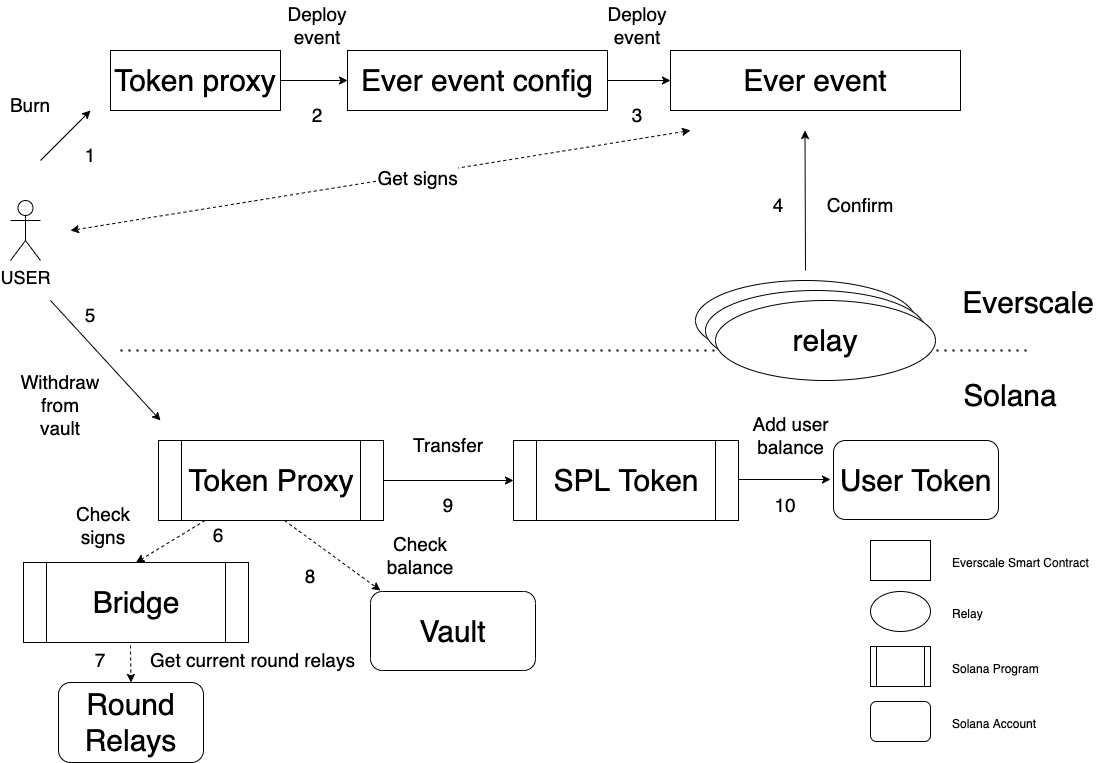 Deploy
event
Deploy
event
Token proxy
Ever event config
Ever event
Burn
2
3
1
Get signs
4
Confirm
USER
5
Everscale
relay
Solana
Withdraw
from
vault
Transfer
Add user
balance
Token Proxy
SPL Token
User Token
9
10
Check
signs
6
Check
balance
8
Everscale Smart Contract
Bridge
Relay
Vault
7
Get current round relays
Solana Program
Round
Relays
Solana Account